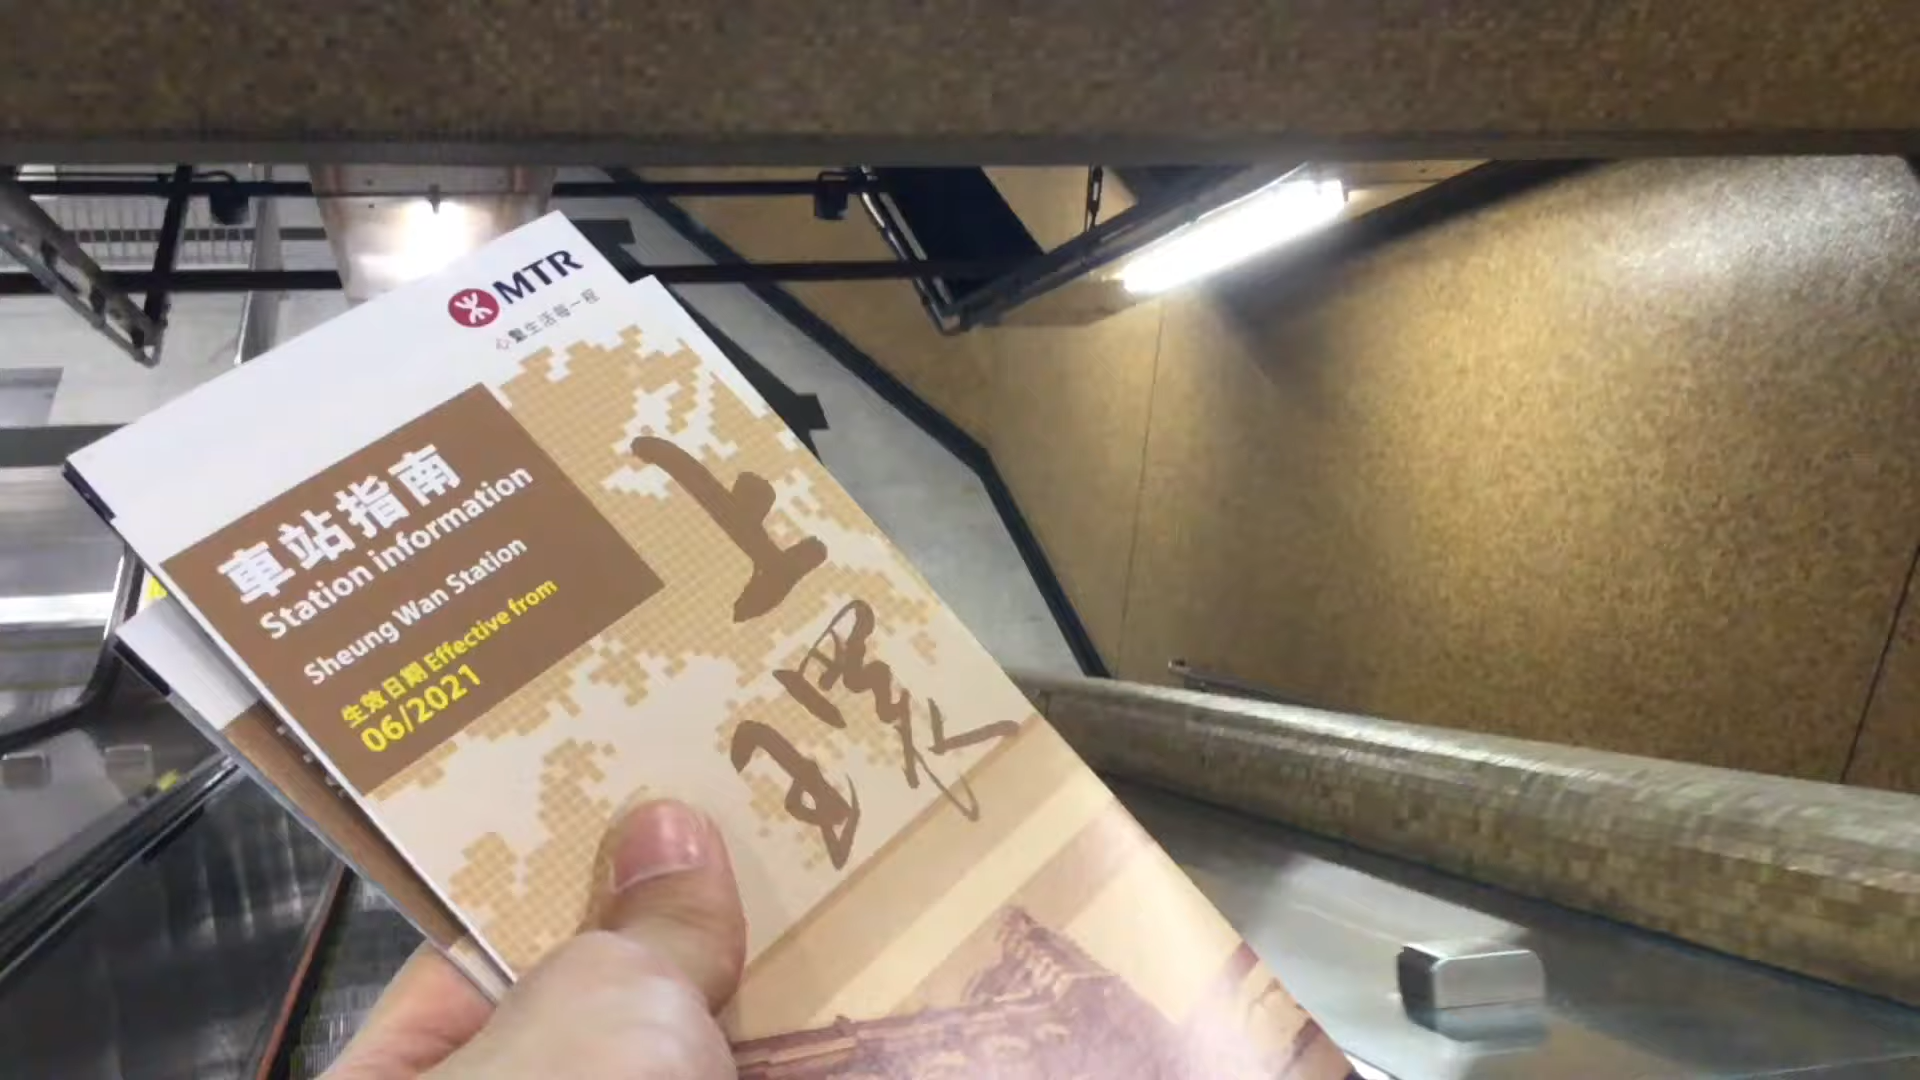 MTR
心繫生活每一程
車站指南
Station information
Sheung Wan Station
生效日期 Effective from
06/2021
上環